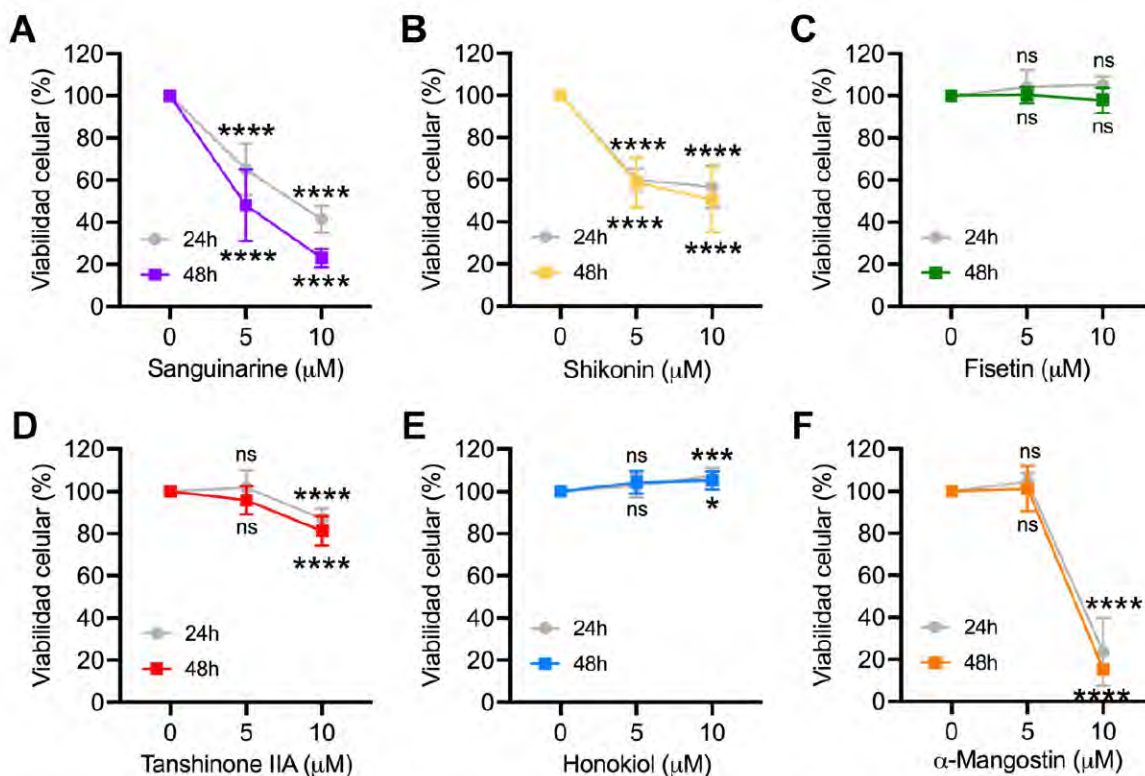 A
Viabilidad celular (%)
120
100
80
60
40
20
0
****
****
****
****
24h
48h
0 5 10
Sanguinarine (μM)
B
Viabilidad celular (%)
120
100
80
60
40
20
0
****
****
****
****
24h
48h
0 5 10
Shikonin (μM)
C
Viabilidad celular (%)
120
100
80
60
40
20
0
ns
ns
ns
ns
24h
48h
0 5 10
Fisetin (μM)
D
Viabilidad celular (%)
120
100
80
60
40
20
0
ns
****
ns
****
24h
48h
0 5 10
Tanshinone IIA (μM)
E
Viabilidad celular (%)
120
100
80
60
40
20
0
ns
***
ns
*
24h
48h
0 5 10
Honokiol (μM)
F
Viabilidad celular (%)
120
100
80
60
40
20
0
ns
ns
****
****
24h
48h
0 5 10
α-Mangostin (μM)